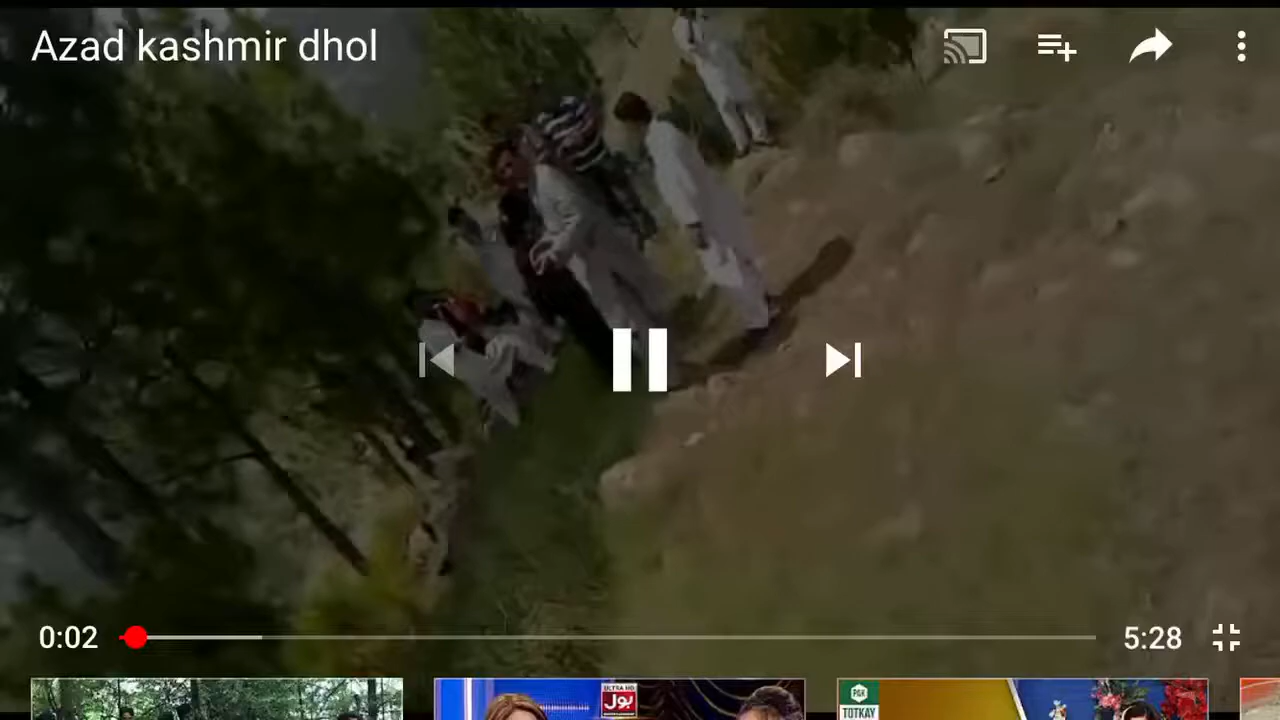 Azad kashmir dhol
0:02
5:28
ULTRA HD
بول
PGK
TOTKAY